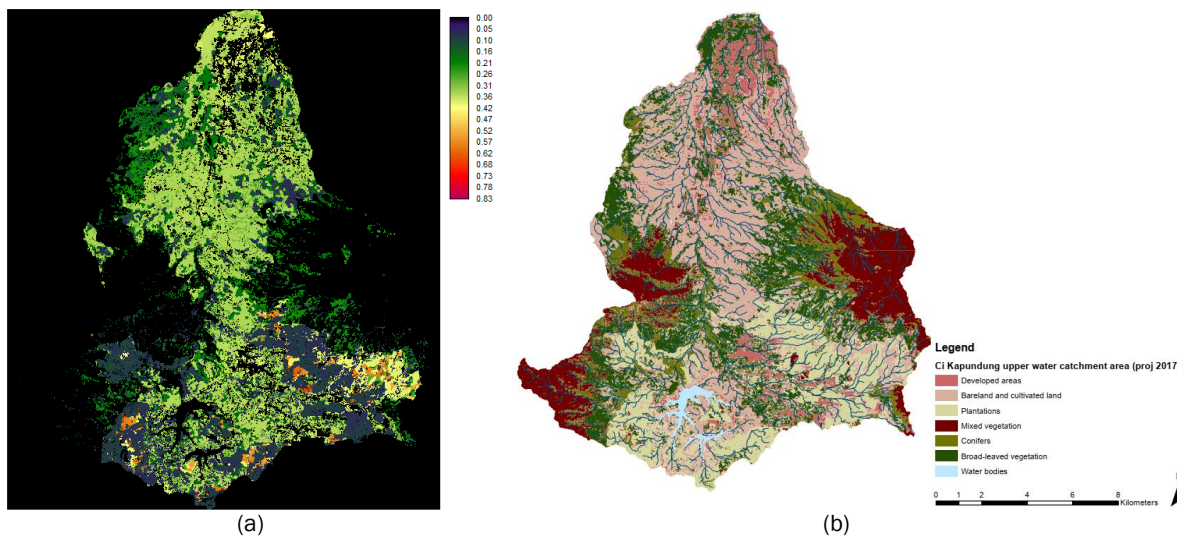 0.00
0.05
0.10
0.16
0.21
0.26
0.31
0.36
0.42
0.47
0.52
0.57
0.62
0.68
0.73
0.78
0.83
Legend
Ci Kapundung upper water catchment area (proj 2017
Developed areas
Bareland and cultivated land
Plantations
Mixed vegetation
Conifers
Broad-leaved vegetation
Water bodies
0 1 2 4 6 8
Kilometers
(a)
(b)